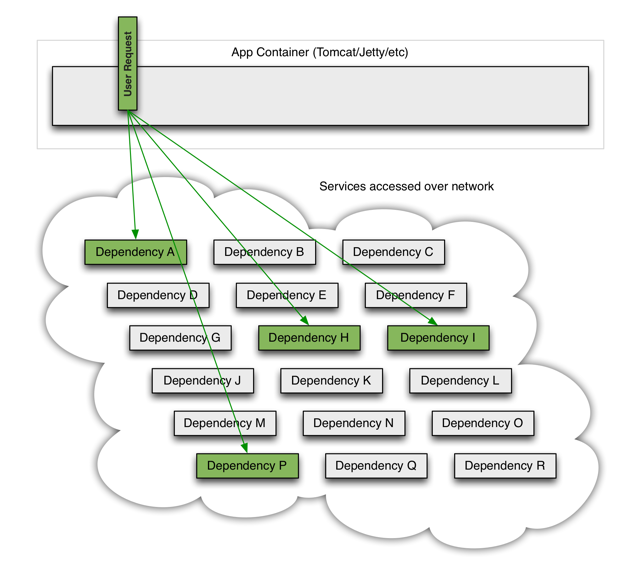 User Request
App Container (Tomcat/Jetty/etc)
Services accessed over network
Dependency A
Dependency B
Dependency C
Dependency D
Dependency E
Dependency F
Dependency G
Dependency H
Dependency I
Dependency J
Dependency K
Dependency L
Dependency M
Dependency N
Dependency O
Dependency P
Dependency Q
Dependency R